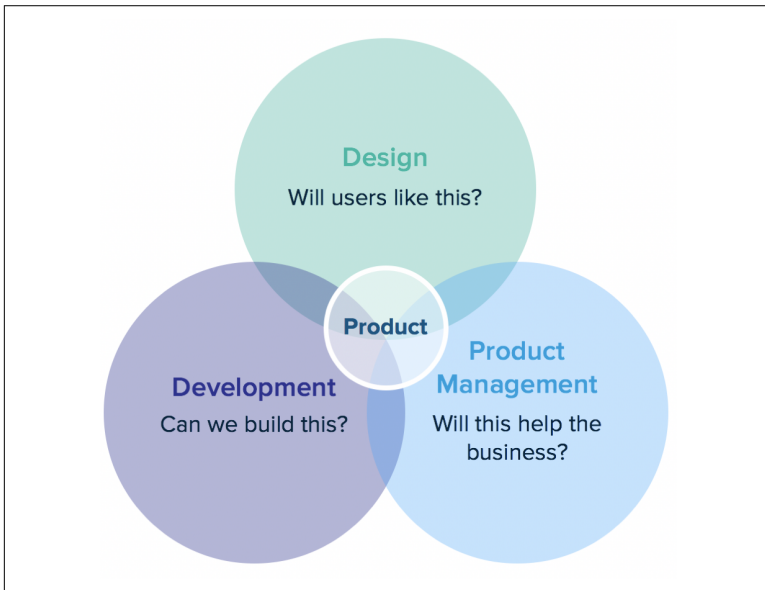 Design
Will users like this?
Product
Development
Can we build this?
Product
Management
Will this help the
business?